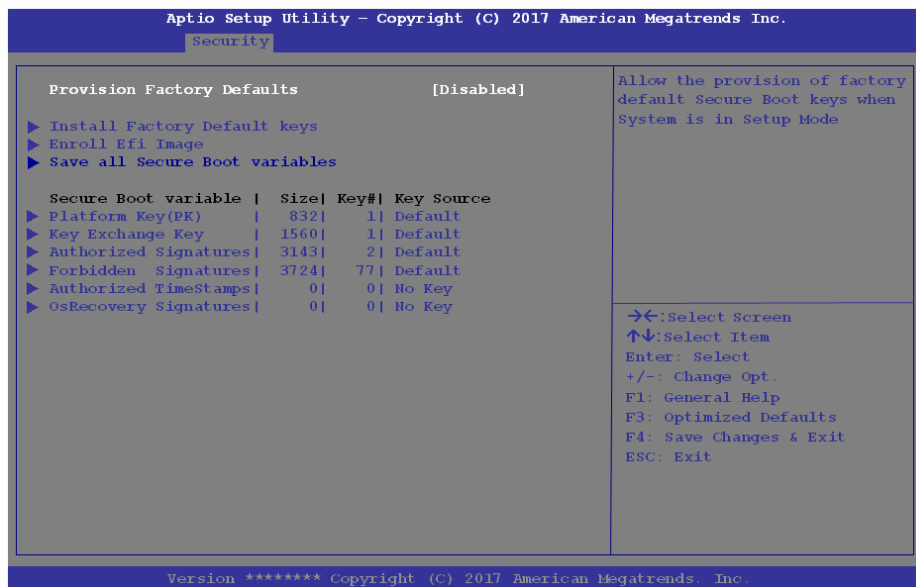 Aptio Setup Utility – Copyright (C) 2017 American Megatrends Inc.
Security
Provision Factory Defaults [Disabled]
▶ Install Factory Default keys
▶ Enroll Efi Image
▶ Save all Secure Boot variables
Secure Boot variable | Size| Key#| Key Source
▶ Platform Key(PK) | 832| 1| Default
▶ Key Exchange Key | 1560| 1| Default
▶ Authorized Signatures| 3143| 2| Default
▶ Forbidden Signatures| 3724| 77| Default
▶ Authorized TimeStamps| 0| 0| No Key
▶ OsRecovery Signatures| 0| 0| No Key
Allow the provision of factory
default Secure Boot keys when
System is in Setup Mode
→←:Select Screen
↑↓:Select Item
Enter: Select
+/-: Change Opt.
F1: General Help
F3: Optimized Defaults
F4: Save Changes & Exit
ESC: Exit
Version ******** Copyright (C) 2017 American Megatrends. Inc.